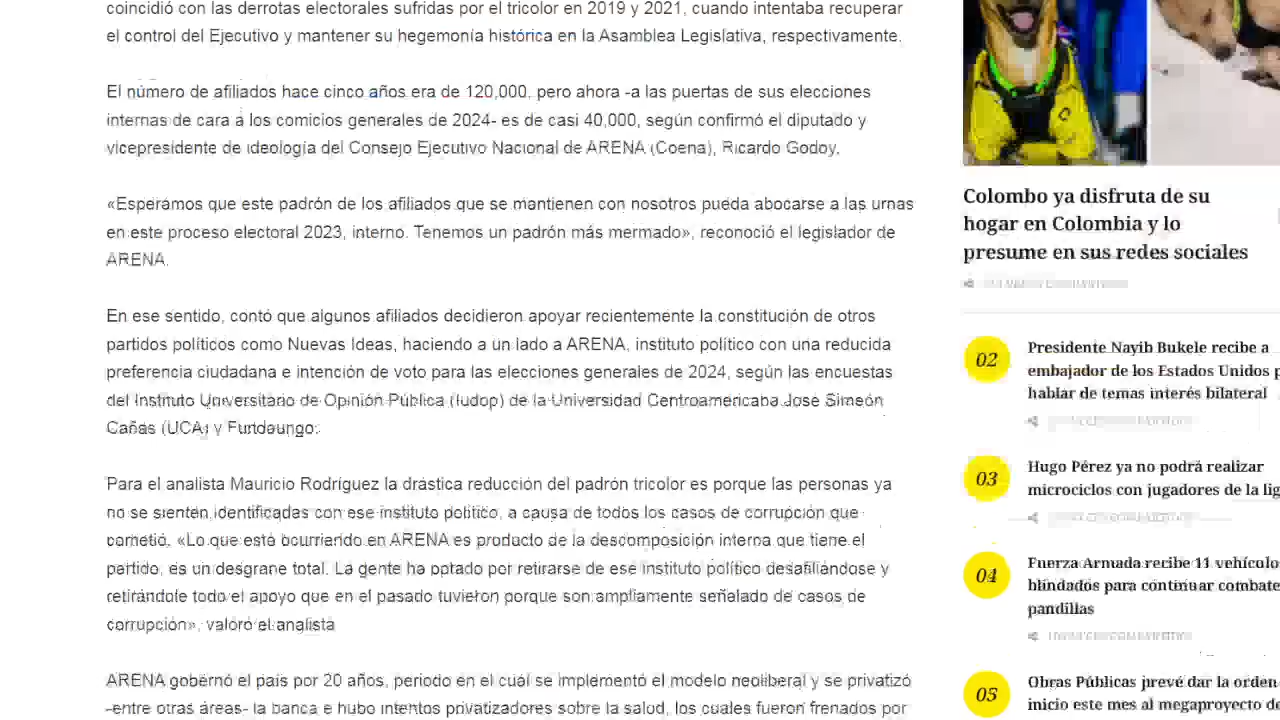 coincidió con las derrotas electorales sufridas por el tricolor en 2019 y 2021, cuando intentaba recuperar
el control del Ejecutivo y mantener su hegemonía histórica en la Asamblea Legislativa, respectivamente.
El número de afiliados hace cinco años era de 120,000, pero ahora -a las puertas de sus elecciones
internas de cara a los comicios generales de 2024- es de casi 40,000, según confirmó el diputado y
vicepresidente de ideología del Consejo Ejecutivo Nacional de ARENA (Coena), Ricardo Godoy.
«Esperamos que este padrón de los afiliados que se mantienen con nosotros pueda abocarse a las urnas
en este proceso electoral 2023, interno. Tenemos un padrón más mermado», reconoció el legislador de
ARENA.
En ese sentido, contó que algunos afiliados decidieron apoyar recientemente la constitución de otros
partidos políticos como Nuevas Ideas, haciendo a un lado a ARENA, instituto político con una reducida
preferencia ciudadana e intención de voto para las elecciones generales de 2024, según las encuestas
del Instituto Universitario de Opinión Pública (Iudop) de la Universidad Centroamericaba José Simeón
Cañas (UCA) y Fundaungo.
Para el analista Mauricio Rodríguez la drástica reducción del padrón tricolor es porque las personas ya
no se sienten identificadas con ese instituto político, a causa de todos los casos de corrupción que
cometió. «Lo que está ocurriendo en ARENA es producto de la descomposición interna que tiene el
partido, es un desgrane total. La gente ha optado por retirarse de ese instituto político desafiliándose y
retirándole todo el apoyo que en el pasado tuvieron porque son ampliamente señalado de casos de
corrupción», valoró el analista
ARENA gobernó el país por 20 años, periodo en el cual se implementó el modelo neoliberal y se privatizó
-entre otras áreas- la banca e hubo intentos privatizadores sobre la salud, los cuales fueron frenados por
Colombo ya disfruta de su
hogar en Colombia y lo
presume en sus redes sociales
02
Presidente Nayib Bukele recibe a
embajador de los Estados Unidos p
hablar de temas interés bilateral
03
Hugo Pérez ya no podrá realizar
microciclos con jugadores de la lig
04
Fuerza Armada recibe 11 vehículo
blindados para continuar combate
pandillas
05
Obras Públicas prevé dar la orden
inicio este mes al megaproyecto de